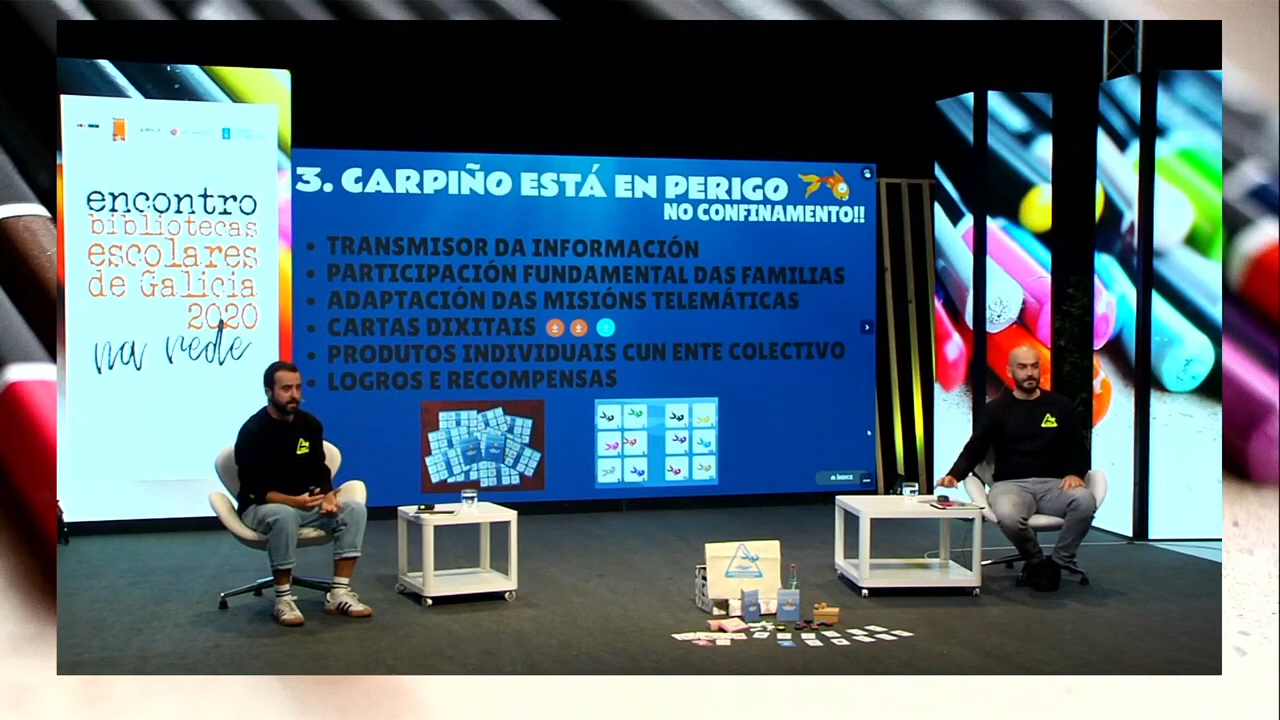 encontro
bibliotecas
escolares
de Galicia
2020
na rede
3. CARPIÑO ESTÁ EN PERIGO
NO CONFINAMENTO!!
• TRANSMISOR DA INFORMACIÓN
• PARTICIPACIÓN FUNDAMENTAL DAS FAMILIAS
• ADAPTACIÓN DAS MISIÓNS TELEMÁTICAS
• CARTAS DIXITAIS
• PRODUTOS INDIVIDUAIS CUN ENTE COLECTIVO
• LOGROS E RECOMPENSAS
ÍNDICE